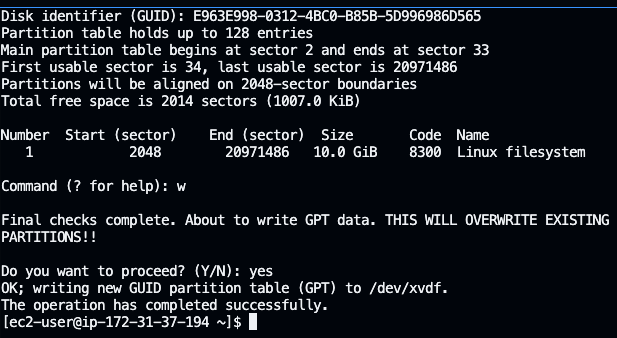 Disk identifier (GUID): E963E998-0312-4BC0-B85B-5D996986D565
Partition table holds up to 128 entries
Main partition table begins at sector 2 and ends at sector 33
First usable sector is 34, last usable sector is 20971486
Partitions will be aligned on 2048-sector boundaries
Total free space is 2014 sectors (1007.0 KiB)
Number  Start (sector)    End (sector)  Size       Code  Name
   1            2048        20971486   10.0 GiB    8300  Linux filesystem
Command (? for help): w
Final checks complete. About to write GPT data. THIS WILL OVERWRITE EXISTING
PARTITIONS!!
Do you want to proceed? (Y/N): yes
OK; writing new GUID partition table (GPT) to /dev/xvdf.
The operation has completed successfully.
[ec2-user@ip-172-31-37-194 ~]$